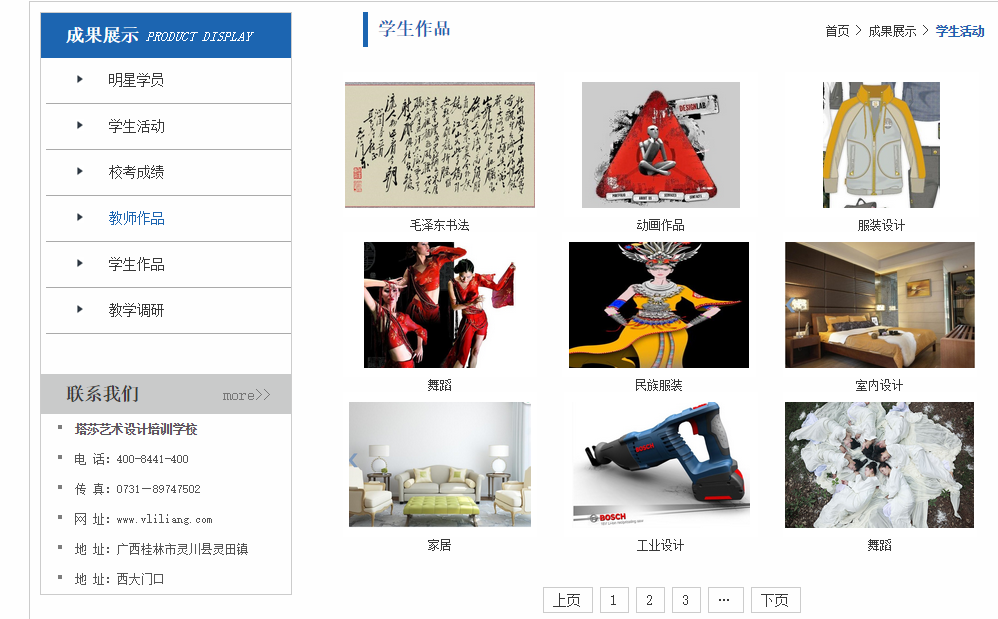 成果展示 PRODUCT DISPLAY
明星学员
学生活动
校考成绩
教师作品
学生作品
教学调研
联系我们 more>>
塔莎艺术设计培训学校
电 话：400-8441-400
传 真：0731－89747502
网 址：www.vliliang.com
地 址：广西桂林市灵川县灵田镇
地 址：西大门口
学生作品
首页 > 成果展示 > 学生活动
DESIGNLAB
毛泽东书法
动画作品
服装设计
舞蹈
民族服装
室内设计
BOSCH
BOSCH
家居
工业设计
舞蹈
上页 1 2 3 … 下页